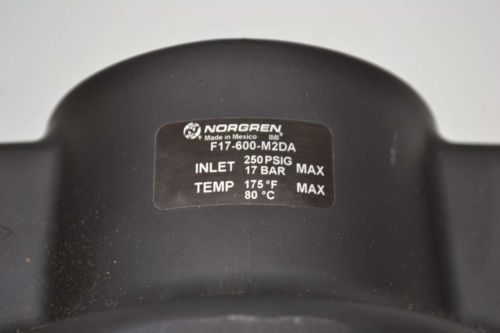 NORGREN®
Made in Mexico IMI®
F17-600-M2DA
INLET 250 PSIG 17 BAR MAX
TEMP 175 °F 80 °C MAX